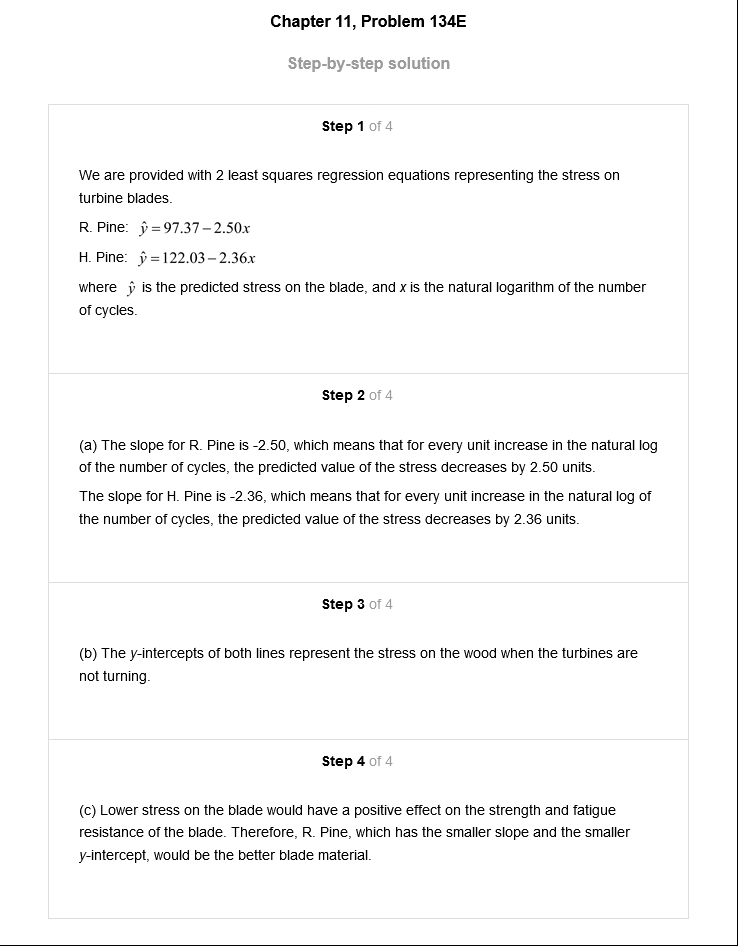 Chapter 11, Problem 134E
Step-by-step solution
Step 1 of 4
We are provided with 2 least squares regression equations representing the stress on
turbine blades.
R. Pine: ŷ = 97.37 − 2.50x
H. Pine: ŷ = 122.03 − 2.36x
where ŷ is the predicted stress on the blade, and x is the natural logarithm of the number
of cycles.
Step 2 of 4
(a) The slope for R. Pine is -2.50, which means that for every unit increase in the natural log
of the number of cycles, the predicted value of the stress decreases by 2.50 units.
The slope for H. Pine is -2.36, which means that for every unit increase in the natural log of
the number of cycles, the predicted value of the stress decreases by 2.36 units.
Step 3 of 4
(b) The y-intercepts of both lines represent the stress on the wood when the turbines are
not turning.
Step 4 of 4
(c) Lower stress on the blade would have a positive effect on the strength and fatigue
resistance of the blade. Therefore, R. Pine, which has the smaller slope and the smaller
y-intercept, would be the better blade material.